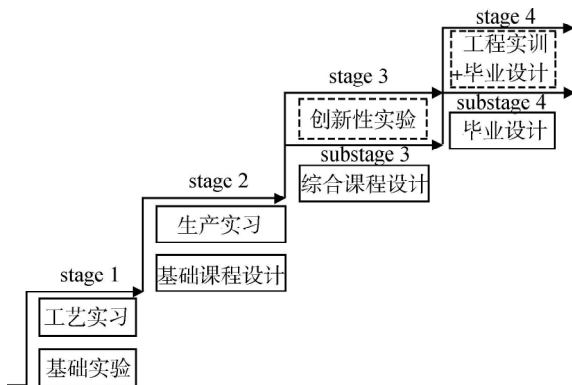 stage 4
工程实训
+毕业设计
stage 3
substage 4
创新性实验
毕业设计
substage 3
stage 2
综合课程设计
生产实习
stage 1
基础课程设计
工艺实习
基础实验